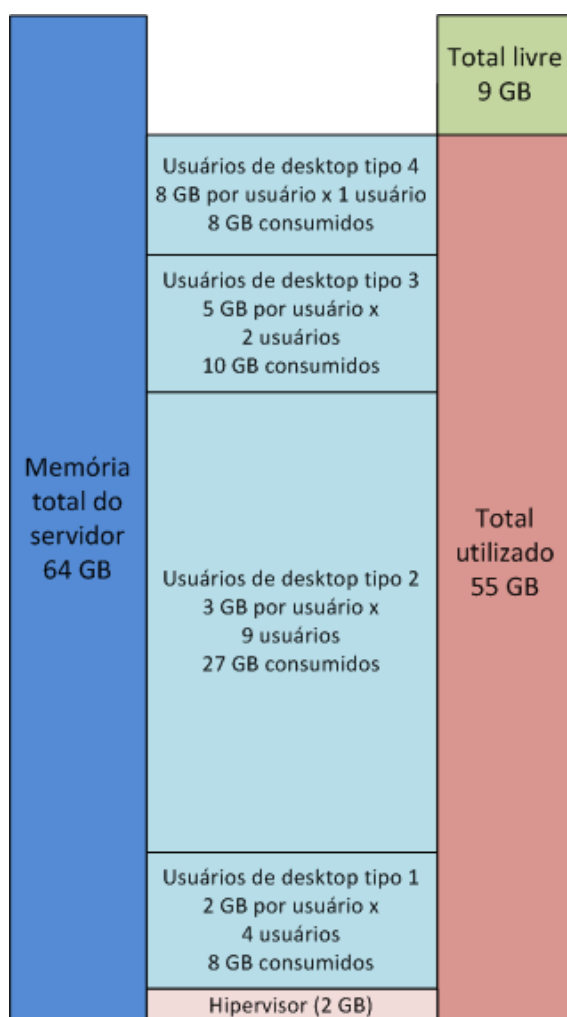 Memória
total do
servidor
64 GB
Usuários de desktop tipo 4
8 GB por usuário x 1 usuário
8 GB consumidos
Usuários de desktop tipo 3
5 GB por usuário x
2 usuários
10 GB consumidos
Usuários de desktop tipo 2
3 GB por usuário x
9 usuários
27 GB consumidos
Usuários de desktop tipo 1
2 GB por usuário x
4 usuários
8 GB consumidos
Hipervisor (2 GB)
Total livre
9 GB
Total
utilizado
55 GB